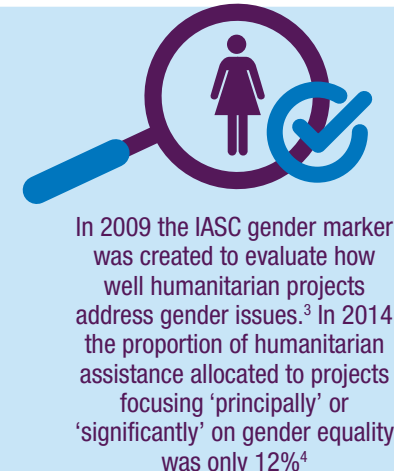 In 2009 the IASC gender marker
was created to evaluate how
well humanitarian projects
address gender issues.³ In 2014
the proportion of humanitarian
assistance allocated to projects
focusing ‘principally’ or
‘significantly’ on gender equality
was only 12%⁴